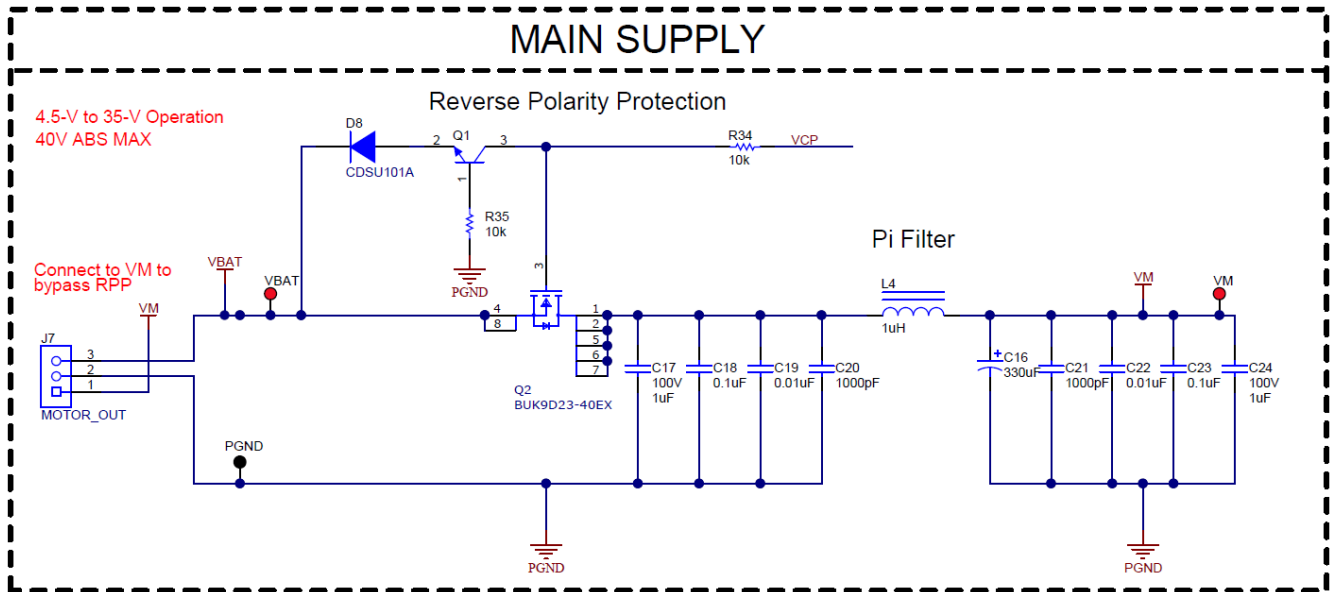 MAIN SUPPLY
Reverse Polarity Protection
4.5-V to 35-V Operation
40V ABS MAX
D8
CDSU101A
2
Q1
3
1
R34
10k
VCP
R35
10k
PGND
Pi Filter
Connect to VM to
bypass RPP
VBAT
VBAT
VM
J7
3
2
1
MOTOR_OUT
PGND
3
4
8
1
2
5
6
7
Q2
BUK9D23-40EX
C17
100V
1uF
C18
0.1uF
C19
0.01uF
C20
1000pF
L4
1uH
VM
VM
+
C16
330uF
C21
1000pF
C22
0.01uF
C23
0.1uF
C24
100V
1uF
PGND
PGND